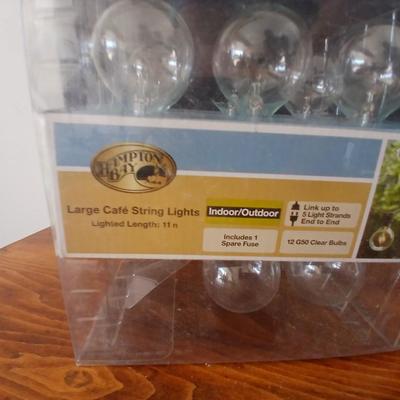 HAMPTON
BAY
Large Café String Lights
Lighted Length: 11 ft
Indoor/Outdoor
Link up to
5 Light Strands
End to End
Includes 1
Spare Fuse
12 G50 Clear Bulbs